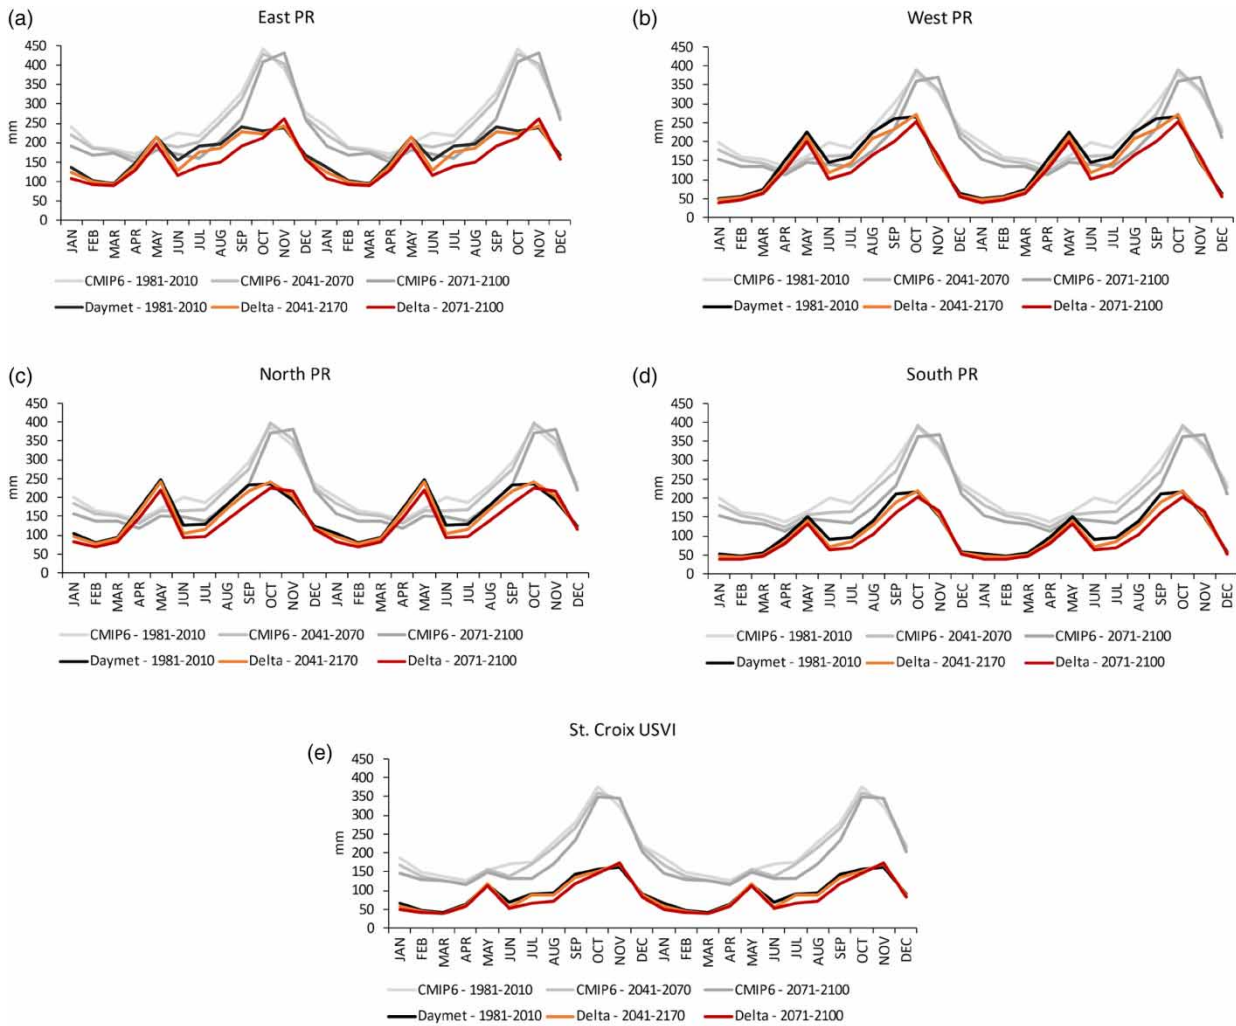 (a)
East PR
450
400
350
300
250
200
150
100
50
0
mm
JAN FEB MAR APR MAY JUN JUL AUG SEP OCT NOV DEC JAN FEB MAR APR MAY JUN JUL AUG SEP OCT NOV DEC
CMIP6 - 1981-2010 CMIP6 - 2041-2070 CMIP6 - 2071-2100
Daymet - 1981-2010 Delta - 2041-2170 Delta - 2071-2100
(b)
West PR
450
400
350
300
250
200
150
100
50
0
mm
JAN FEB MAR APR MAY JUN JUL AUG SEP OCT NOV DEC JAN FEB MAR APR MAY JUN JUL AUG SEP OCT NOV DEC
CMIP6 - 1981-2010 CMIP6 - 2041-2070 CMIP6 - 2071-2100
Daymet - 1981-2010 Delta - 2041-2170 Delta - 2071-2100
(c)
North PR
450
400
350
300
250
200
150
100
50
0
mm
JAN FEB MAR APR MAY JUN JUL AUG SEP OCT NOV DEC JAN FEB MAR APR MAY JUN JUL AUG SEP OCT NOV DEC
CMIP6 - 1981-2010 CMIP6 - 2041-2070 CMIP6 - 2071-2100
Daymet - 1981-2010 Delta - 2041-2170 Delta - 2071-2100
(d)
South PR
450
400
350
300
250
200
150
100
50
0
mm
JAN FEB MAR APR MAY JUN JUL AUG SEP OCT NOV DEC JAN FEB MAR APR MAY JUN JUL AUG SEP OCT NOV DEC
CMIP6 - 1981-2010 CMIP6 - 2041-2070 CMIP6 - 2071-2100
Daymet - 1981-2010 Delta - 2041-2170 Delta - 2071-2100
(e)
St. Croix USVI
450
400
350
300
250
200
150
100
50
0
mm
JAN FEB MAR APR MAY JUN JUL AUG SEP OCT NOV DEC JAN FEB MAR APR MAY JUN JUL AUG SEP OCT NOV DEC
CMIP6 - 1981-2010 CMIP6 - 2041-2070 CMIP6 - 2071-2100
Daymet - 1981-2010 Delta - 2041-2170 Delta - 2071-2100